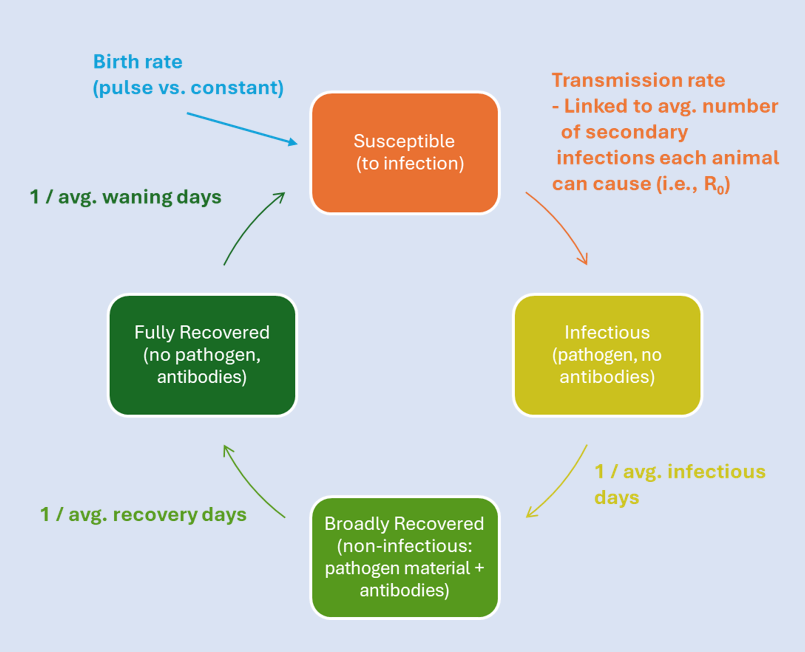 Birth rate
(pulse vs. constant)
Transmission rate
- Linked to avg. number
of secondary
infections each animal
can cause (i.e., R₀)
Susceptible
(to infection)
1 / avg. waning days
Fully Recovered
(no pathogen,
antibodies)
Infectious
(pathogen, no
antibodies)
1 / avg. infectious
days
1 / avg. recovery days
Broadly Recovered
(non-infectious:
pathogen material +
antibodies)